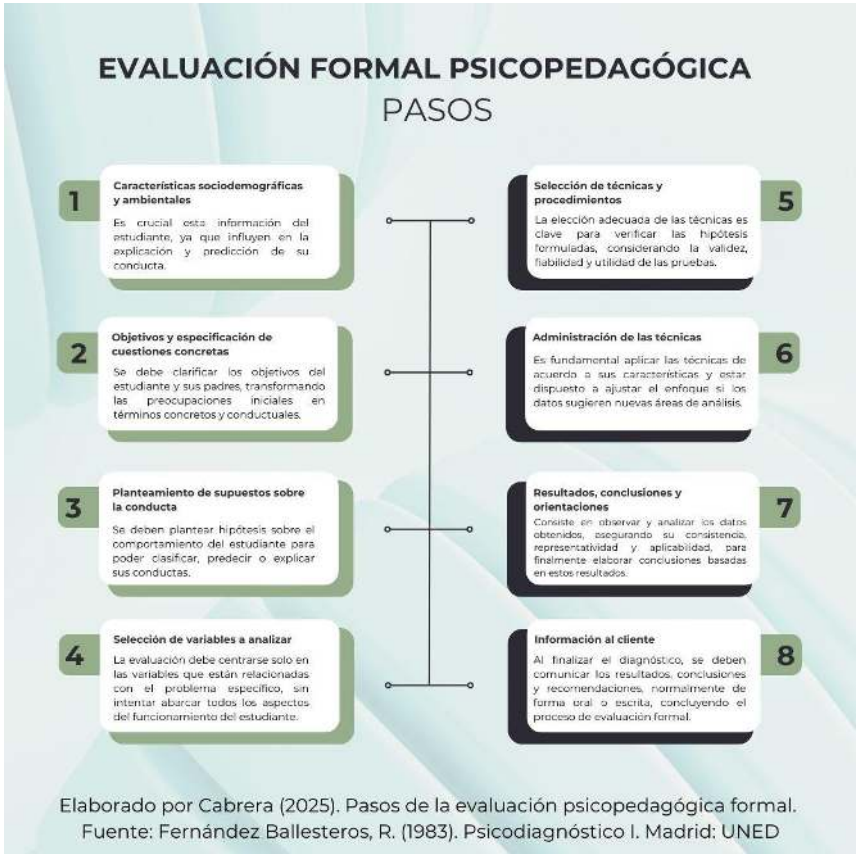 EVALUACIÓN FORMAL PSICOPEDAGÓGICA
PASOS
1
Características sociodemográficas
y ambientales
Es crucial esta información del
estudiante, ya que influyen en la
explicación y predicción de su
conducta.
2
Objetivos y especificación de
cuestiones concretas
Se debe clarificar los objetivos del
estudiante y sus padres, transformando
las preocupaciones iniciales en
términos concretos y conductuales.
3
Planteamiento de supuestos sobre
la conducta
Se deben plantear hipótesis sobre el
comportamiento del estudiante para
poder clasificar, predecir o explicar
sus conductas.
4
Selección de variables a analizar
La evaluación debe centrarse solo en
las variables que están relacionadas
con el problema específico, sin
intentar abarcar todos los aspectos
del funcionamiento del estudiante.
5
Selección de técnicas y
procedimientos
La elección adecuada de las técnicas es
clave para verificar las hipótesis
formuladas, considerando la validez,
fiabilidad y utilidad de las pruebas.
6
Administración de las técnicas
Es fundamental aplicar las técnicas de
acuerdo a sus características y estar
dispuesto a ajustar el enfoque si los
datos sugieren nuevas áreas de análisis.
7
Resultados, conclusiones y
orientaciones
Consiste en observar y analizar los datos
obtenidos, asegurando su consistencia,
representatividad y aplicabilidad, para
finalmente elaborar conclusiones basadas
en estos resultados.
8
Información al cliente
Al finalizar el diagnóstico, se deben
comunicar los resultados, conclusiones
y recomendaciones, normalmente de
forma oral o escrita, concluyendo el
proceso de evaluación formal.
Elaborado por Cabrera (2025). Pasos de la evaluación psicopedagógica formal.
Fuente: Fernández Ballesteros, R. (1983). Psicodiagnóstico I. Madrid: UNED